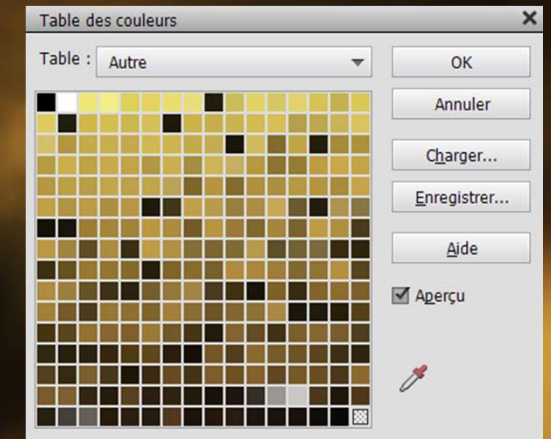 Table des couleurs
Table : Autre
OK
Annuler
Charger...
Enregistrer...
Aide
Aperçu